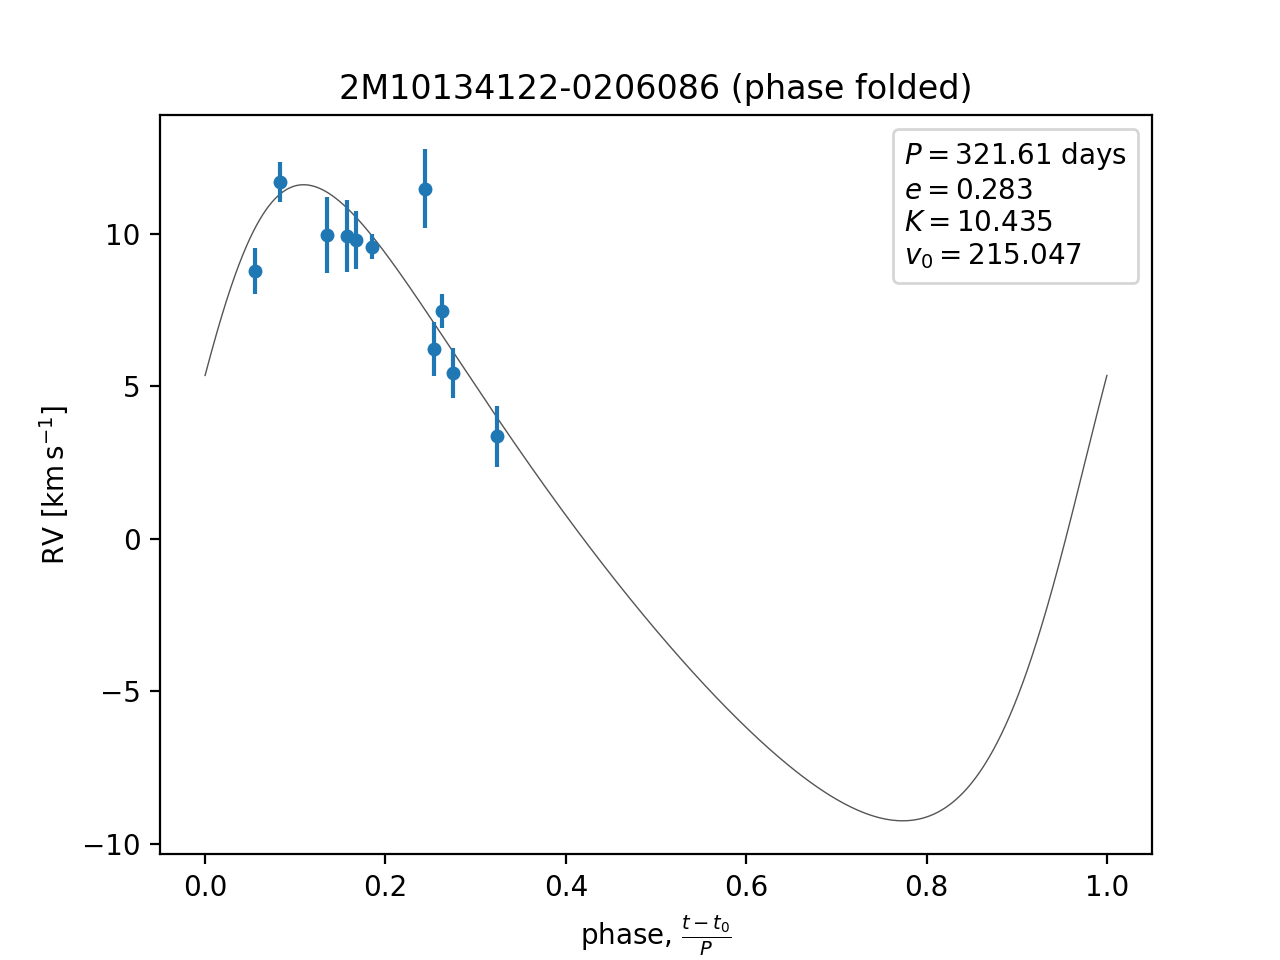 2M10134122-0206086 (phase folded)
P = 321.61 days
e = 0.283
K = 10.435
v₀ = 215.047
RV [km s⁻¹]
10
5
0
−5
−10
0.0 0.2 0.4 0.6 0.8 1.0
phase, (t − t₀)/P